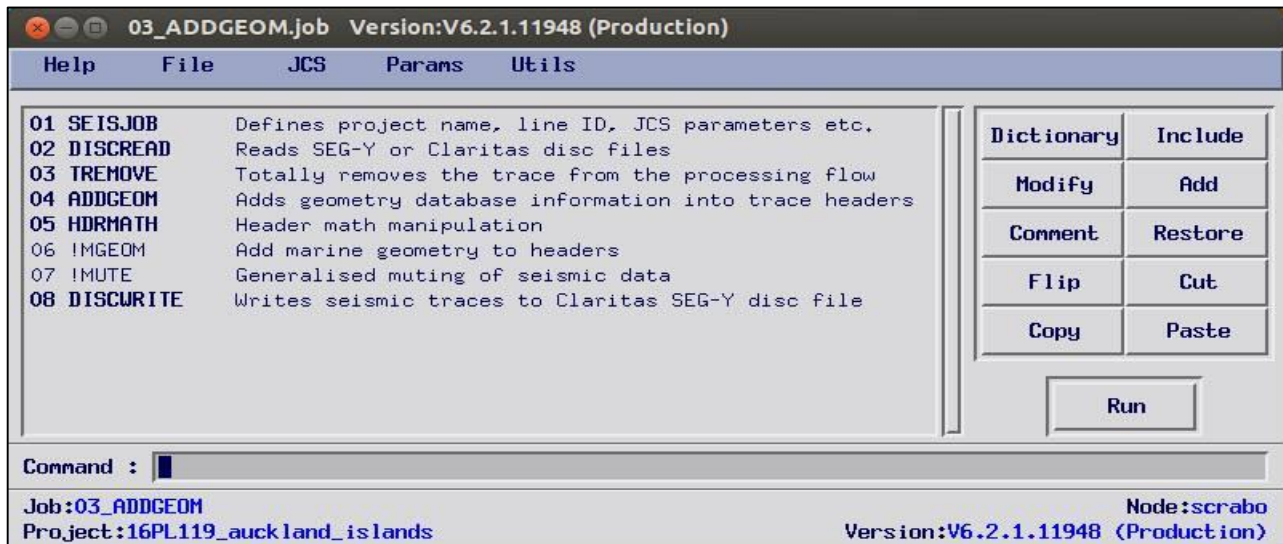 03_ADDGEOM.job Version:V6.2.1.11948 (Production)
Help File JCS Params Utils
01 SEISJOB Defines project name, line ID, JCS parameters etc.
02 DISCREAD Reads SEG-Y or Claritas disc files
03 TREMOVE Totally removes the trace from the processing flow
04 ADDGEOM Adds geometry database information into trace headers
05 HDRMATH Header math manipulation
06 !MGEOM Add marine geometry to headers
07 !MUTE Generalised muting of seismic data
08 DISCWRITE Writes seismic traces to Claritas SEG-Y disc file
Dictionary Include
Modify Add
Comment Restore
Flip Cut
Copy Paste
Run
Command :
Job:03_ADDGEOM Node:scrabo
Project:16PL119_auckland_islands Version:V6.2.1.11948 (Production)